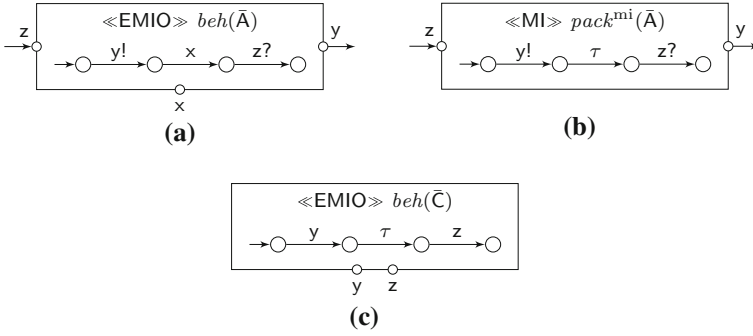 ≪EMIO≫ beh(Ā)
z y! x z? y
x
(a)
≪MI≫ pack^mi(Ā)
z y! τ z? y
(b)
≪EMIO≫ beh(C̄)
y τ z
y z
(c)